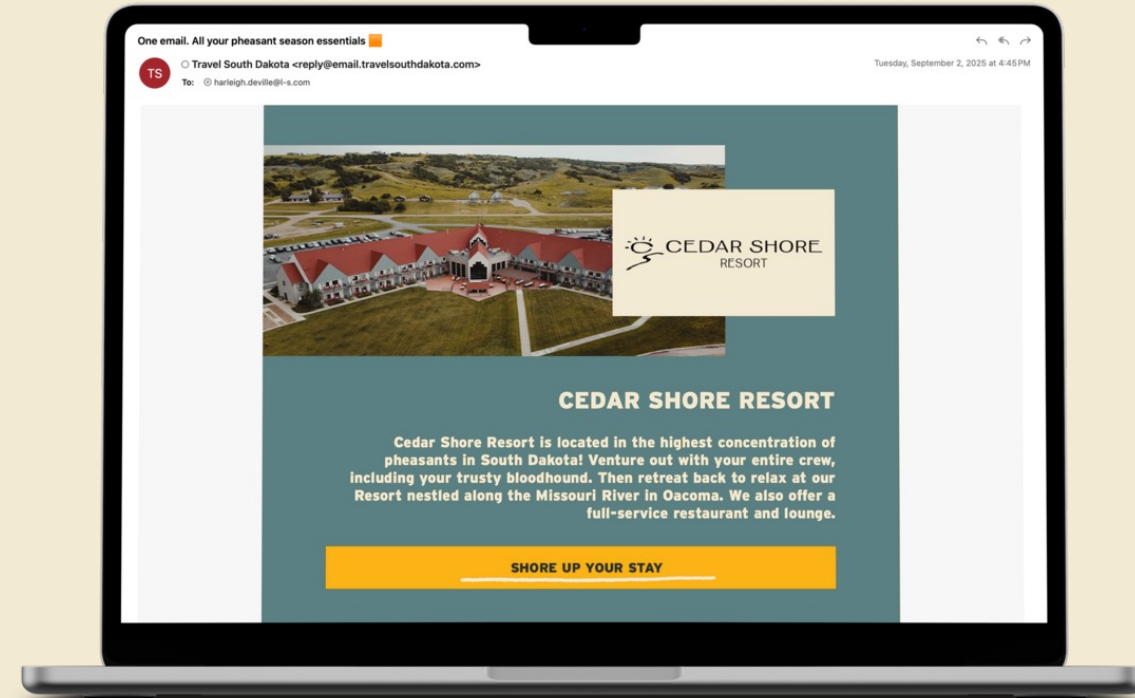 One email. All your pheasant season essentials 🟧
TS
Travel South Dakota <reply@email.travelsouthdakota.com>
Tuesday, September 2, 2025 at 4:45 PM
To: harleigh.deville@l-s.com
CEDAR SHORE
RESORT
CEDAR SHORE RESORT
Cedar Shore Resort is located in the highest concentration of
pheasants in South Dakota! Venture out with your entire crew,
including your trusty bloodhound. Then retreat back to relax at our
Resort nestled along the Missouri River in Oacoma. We also offer a
full-service restaurant and lounge.
SHORE UP YOUR STAY